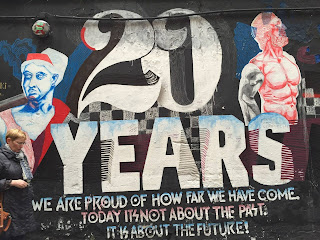 20
YEARS
WE ARE PROUD OF HOW FAR WE HAVE COME.
TODAY IT IS NOT ABOUT THE PAST.
IT IS ABOUT THE FUTURE!